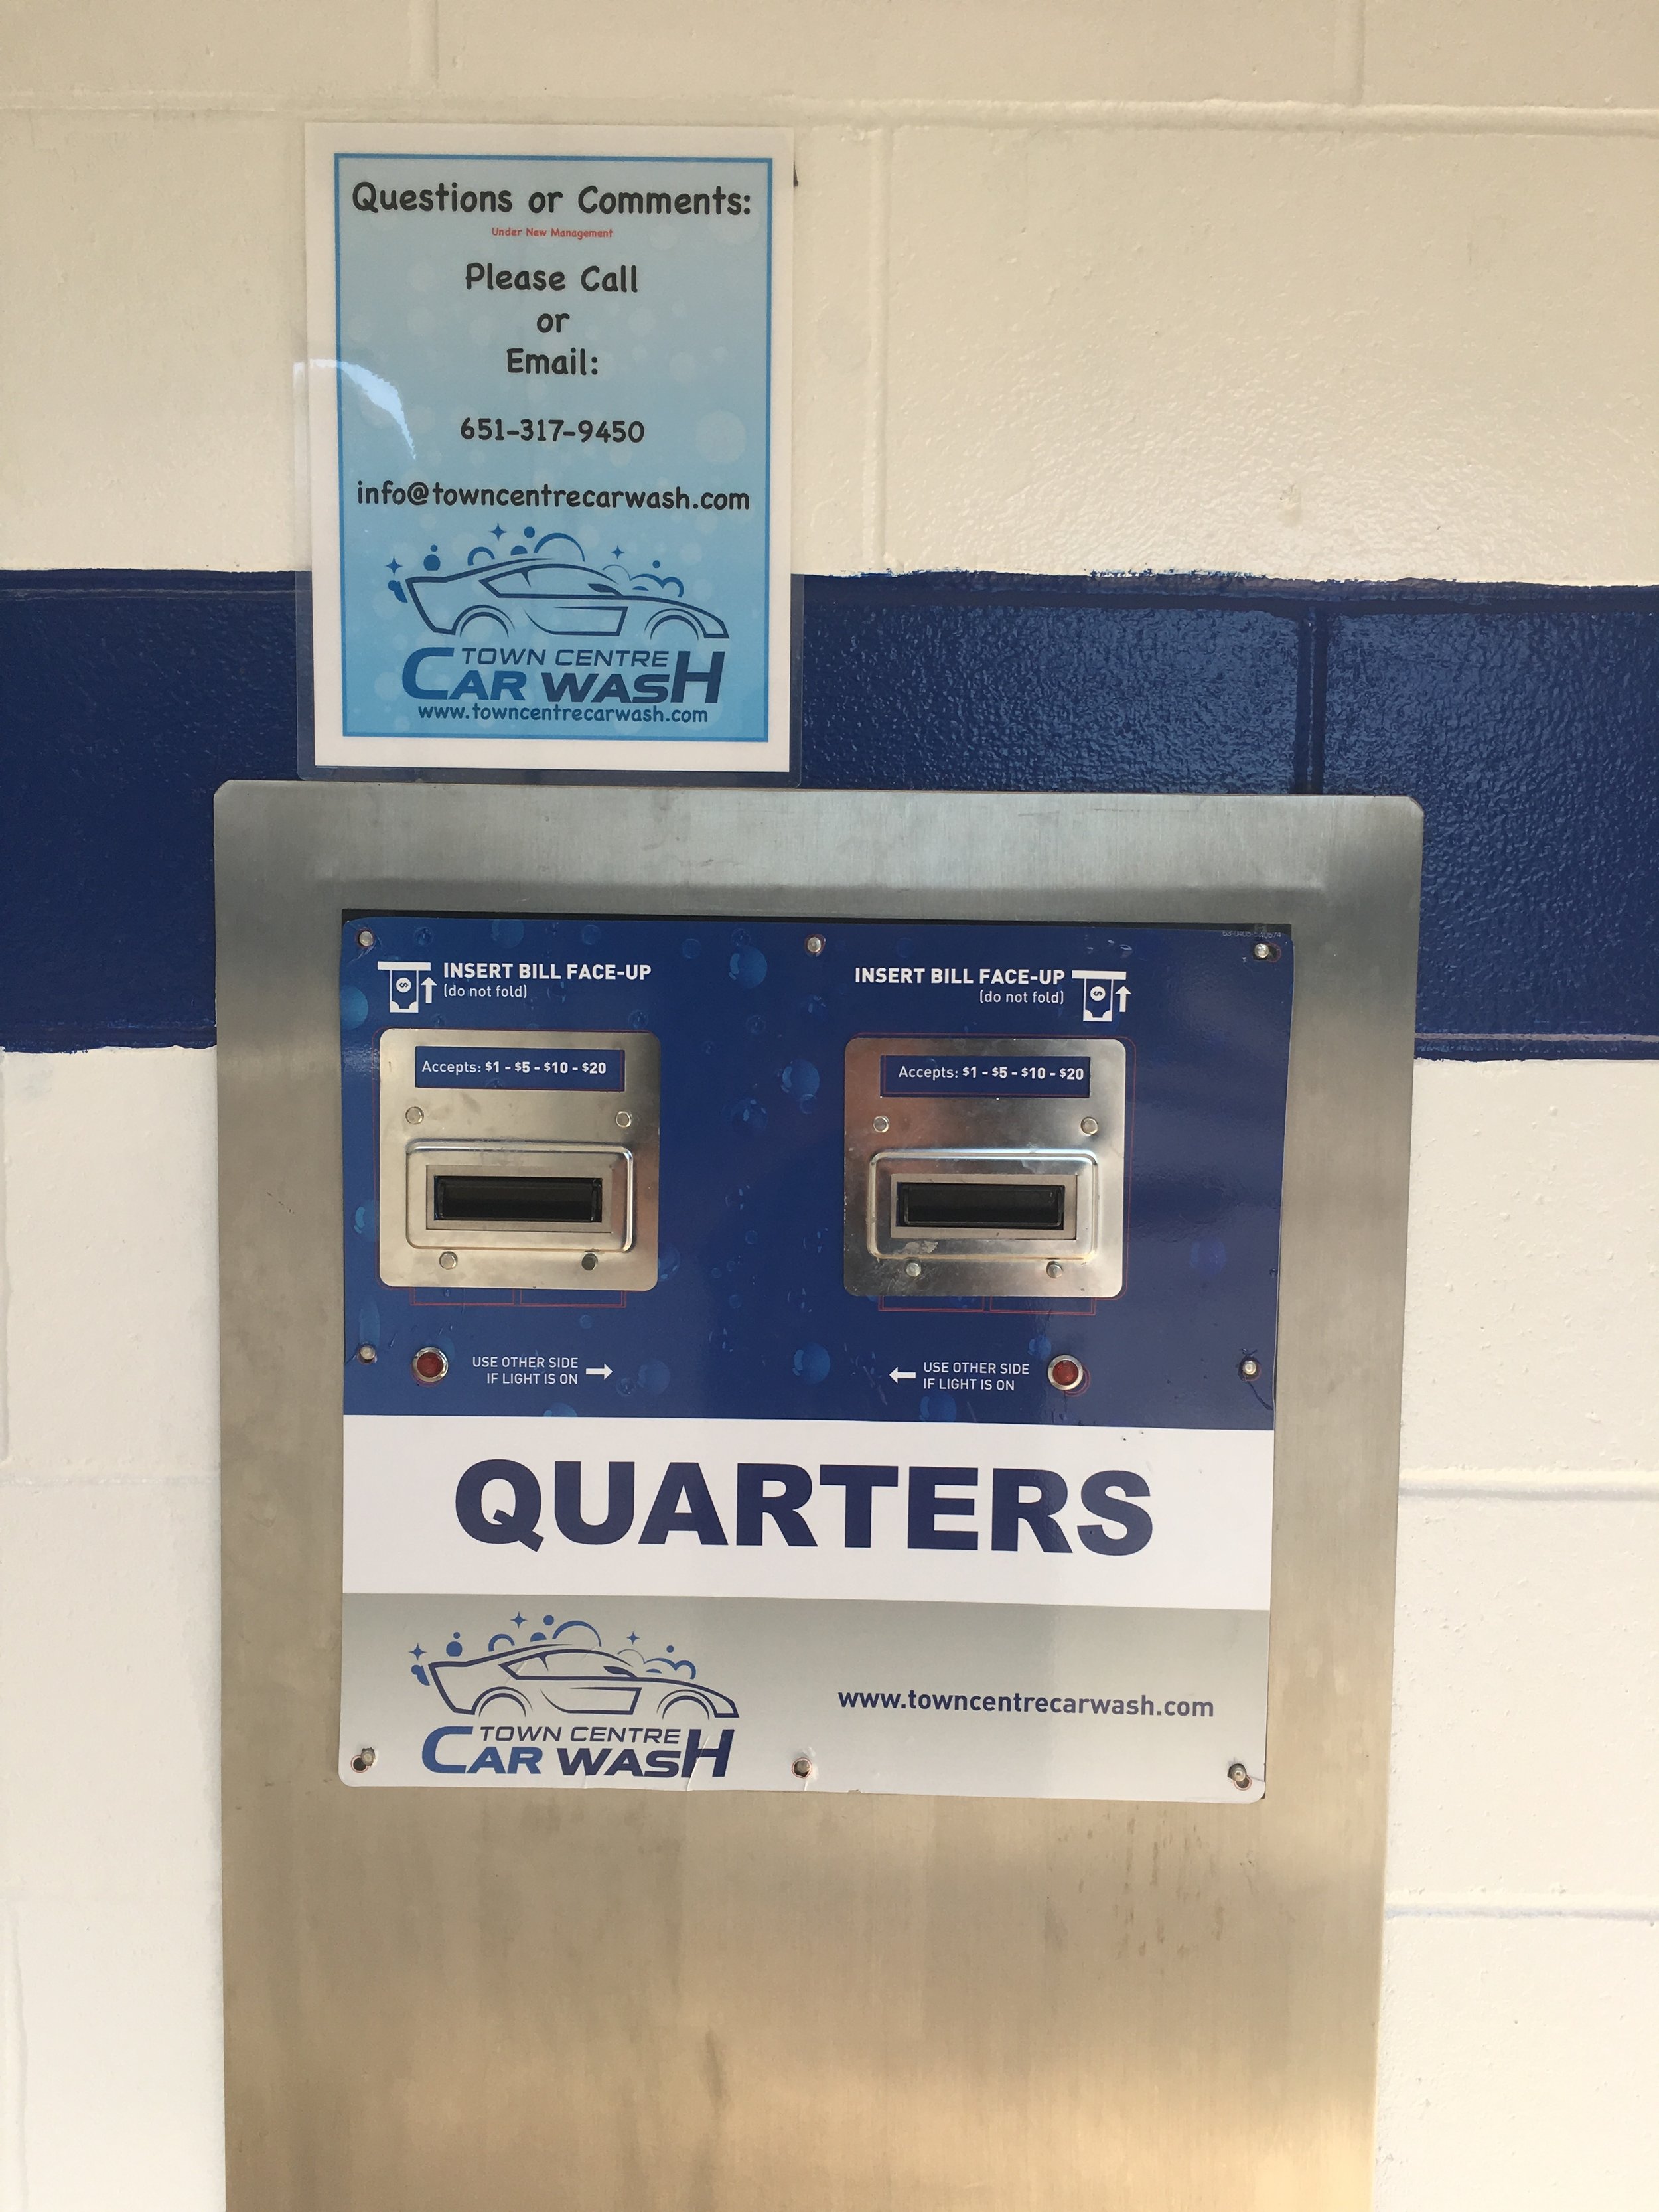 Questions or Comments:
Under New Management
Please Call
or
Email:
651-317-9450
info@towncentrecarwash.com
TOWN CENTRE
CAR WASH
www.towncentrecarwash.com
INSERT BILL FACE-UP
(do not fold)
Accepts: $1 - $5 - $10 - $20
USE OTHER SIDE
IF LIGHT IS ON
INSERT BILL FACE-UP
(do not fold)
Accepts: $1 - $5 - $10 - $20
USE OTHER SIDE
IF LIGHT IS ON
QUARTERS
TOWN CENTRE
CAR WASH
www.towncentrecarwash.com